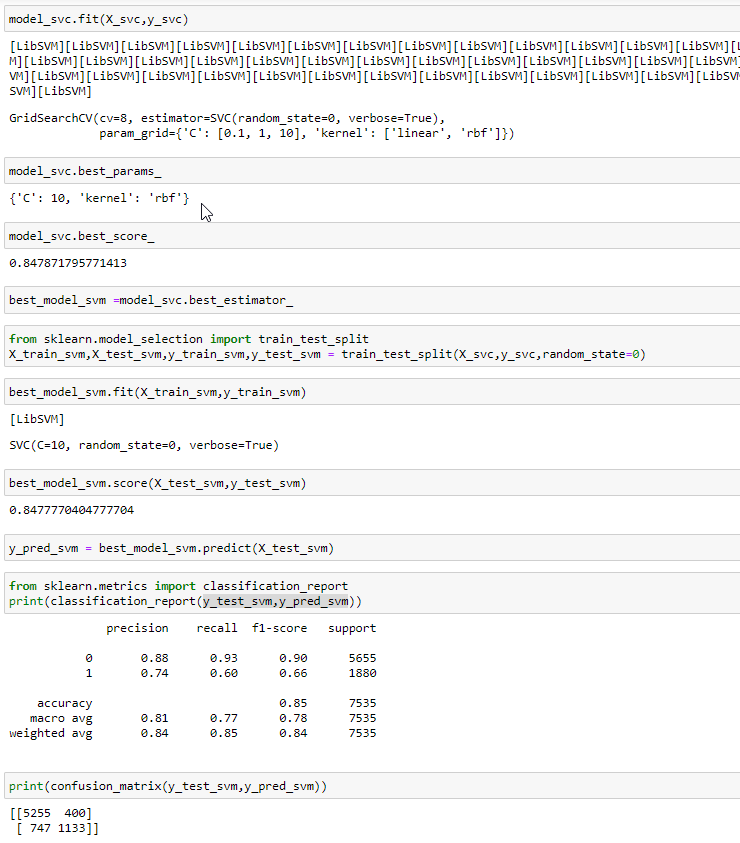 model_svc.fit(X_svc,y_svc)
[LibSVM][LibSVM][LibSVM][LibSVM][LibSVM][LibSVM][LibSVM][LibSVM][LibSVM][LibSVM][LibSVM][LibSVM][LibSVM][L
M][LibSVM][LibSVM][LibSVM][LibSVM][LibSVM][LibSVM][LibSVM][LibSVM][LibSVM][LibSVM][LibSVM][LibSVM][LibSVM]
VM][LibSVM][LibSVM][LibSVM][LibSVM][LibSVM][LibSVM][LibSVM][LibSVM][LibSVM][LibSVM][LibSVM][LibSVM][LibSVM
SVM][LibSVM]
GridSearchCV(cv=8, estimator=SVC(random_state=0, verbose=True),
param_grid={'C': [0.1, 1, 10], 'kernel': ['linear', 'rbf']})
model_svc.best_params_
{'C': 10, 'kernel': 'rbf'}
model_svc.best_score_
0.847871795771413
best_model_svm =model_svc.best_estimator_
from sklearn.model_selection import train_test_split
X_train_svm,X_test_svm,y_train_svm,y_test_svm = train_test_split(X_svc,y_svc,random_state=0)
best_model_svm.fit(X_train_svm,y_train_svm)
[LibSVM]
SVC(C=10, random_state=0, verbose=True)
best_model_svm.score(X_test_svm,y_test_svm)
0.8477770404777704
y_pred_svm = best_model_svm.predict(X_test_svm)
from sklearn.metrics import classification_report
print(classification_report(y_test_svm,y_pred_svm))
precision recall f1-score support
0 0.88 0.93 0.90 5655
1 0.74 0.60 0.66 1880
accuracy 0.85 7535
macro avg 0.81 0.77 0.78 7535
weighted avg 0.84 0.85 0.84 7535
print(confusion_matrix(y_test_svm,y_pred_svm))
[[5255 400]
[ 747 1133]]